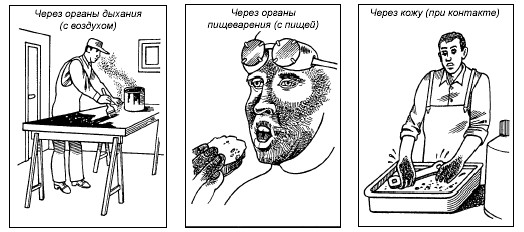 Через органы дыхания
(с воздухом)
Через органы
пищеварения (с пищей)
Через кожу (при контакте)